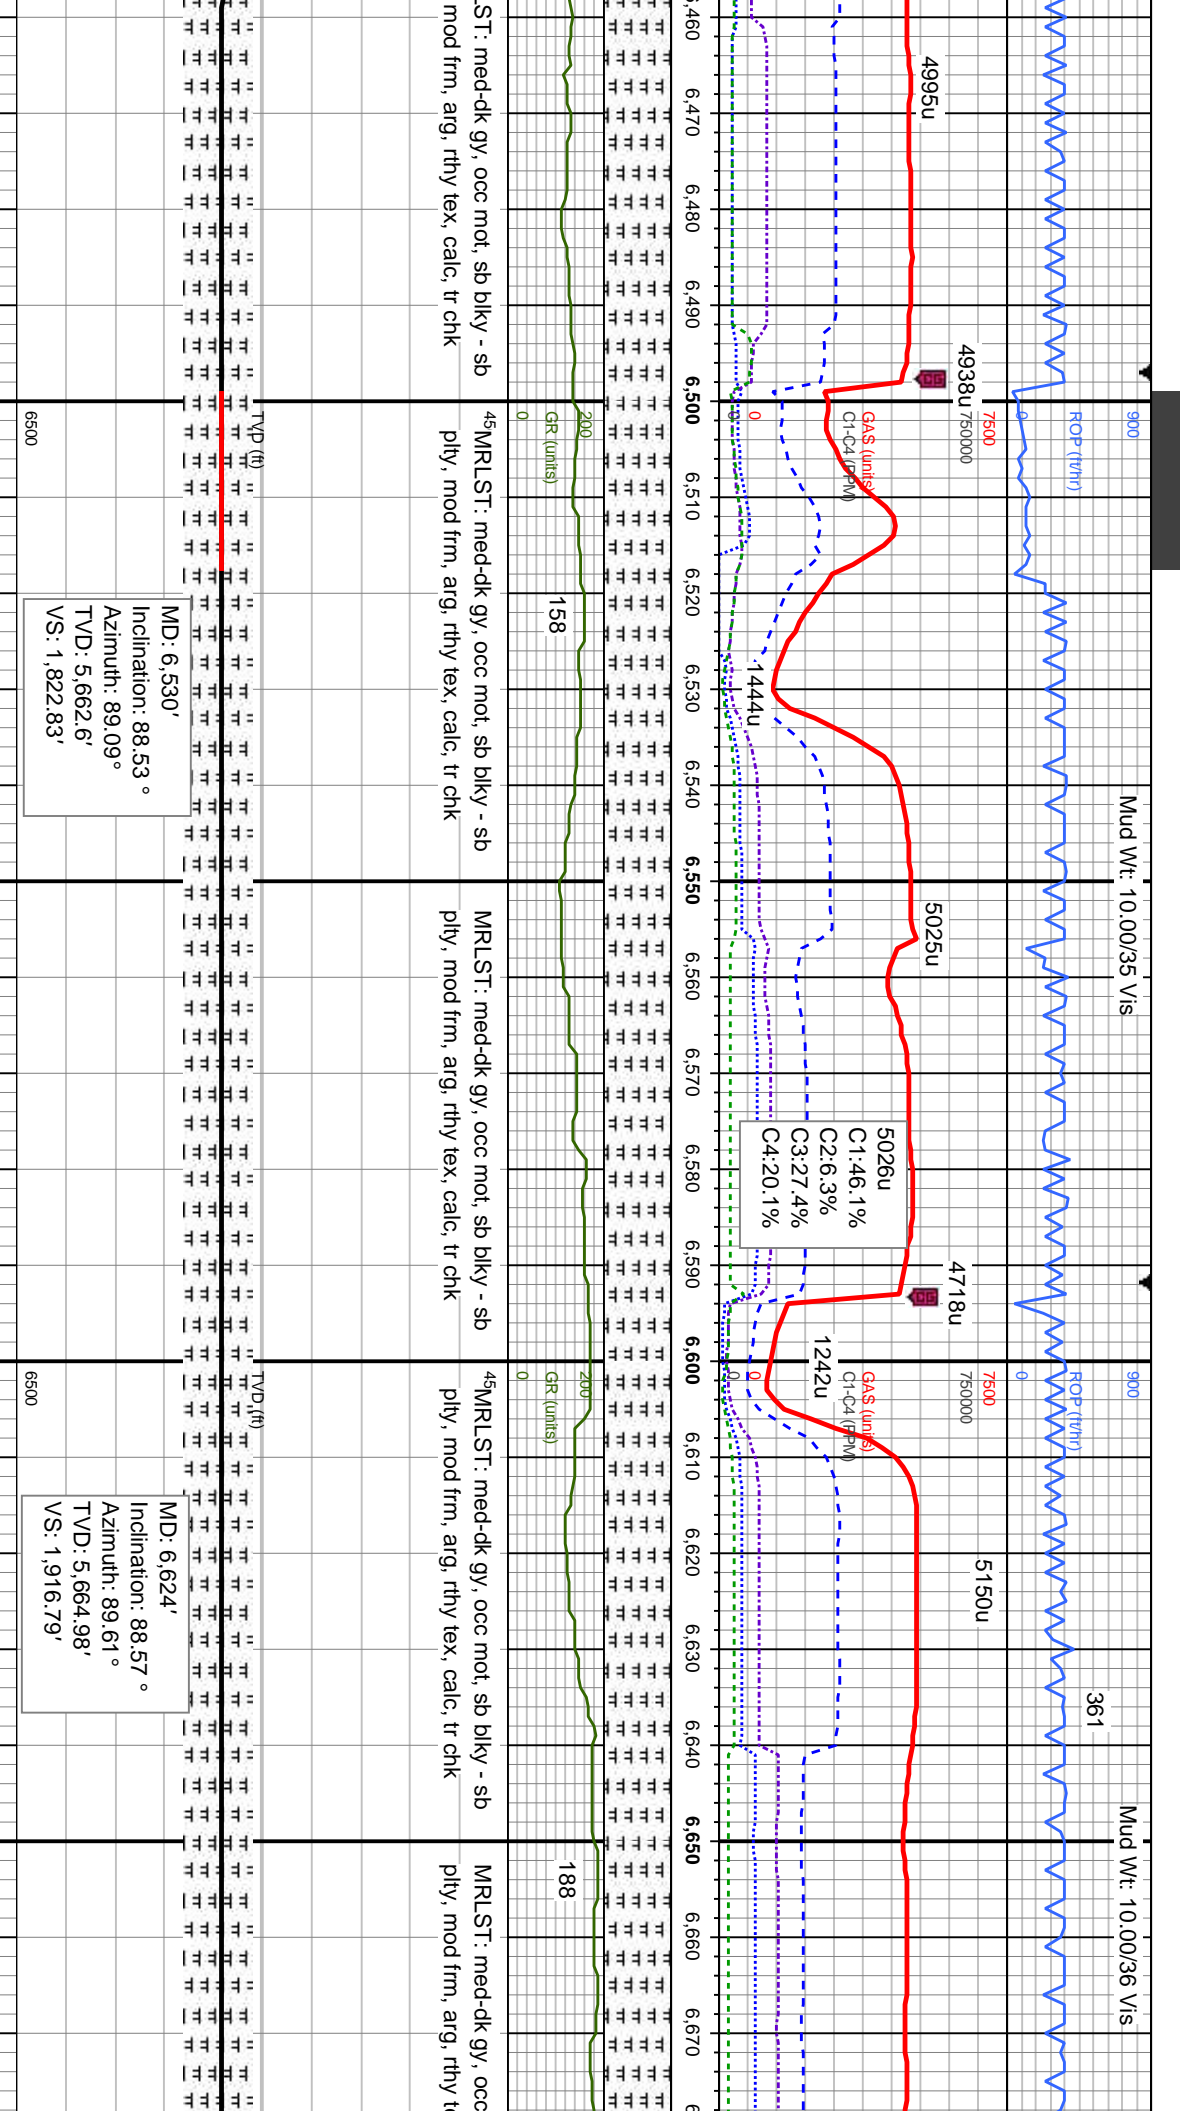 900
ROP (ft/hr)
0
900
ROP (ft/hr)
0
Mud Wt: 10.00/35 Vis
Mud Wt: 10.00/36 Vis
361
4995u
4938u
7500
750000
GAS (units)
C1-C4 (PPM)
0
0
1444u
5025u
5026u
C1:46.1%
C2:6.3%
C3:27.4%
C4:20.1%
4718u
1242u
7500
750000
GAS (units)
C1-C4 (PPM)
0
0
5150u
6,460
6,470
6,480
6,490
6,500
6,510
6,520
6,530
6,540
6,550
6,560
6,570
6,580
6,590
6,600
6,610
6,620
6,630
6,640
6,650
6,660
6,670
200
GR (units)
0
158
200
GR (units)
0
188
LST: med-dk gy, occ mot, sb blky - sb
mod frm, arg, rthy tex, calc, tr chk
45
MRLST: med-dk gy, occ mot, sb blky - sb
plty, mod frm, arg, rthy tex, calc, tr chk
MRLST: med-dk gy, occ mot, sb blky - sb
plty, mod frm, arg, rthy tex, calc, tr chk
45
MRLST: med-dk gy, occ mot, sb blky - sb
plty, mod frm, arg, rthy tex, calc, tr chk
MRLST: med-dk gy, occ
plty, mod frm, arg, rthy t
TVD (ft)
6500
TVD (ft)
6500
MD: 6,530'
Inclination: 88.53 °
Azimuth: 89.09°
TVD: 5,662.6'
VS: 1,822.83'
MD: 6,624'
Inclination: 88.57 °
Azimuth: 89.61°
TVD: 5,664.98'
VS: 1,916.79'